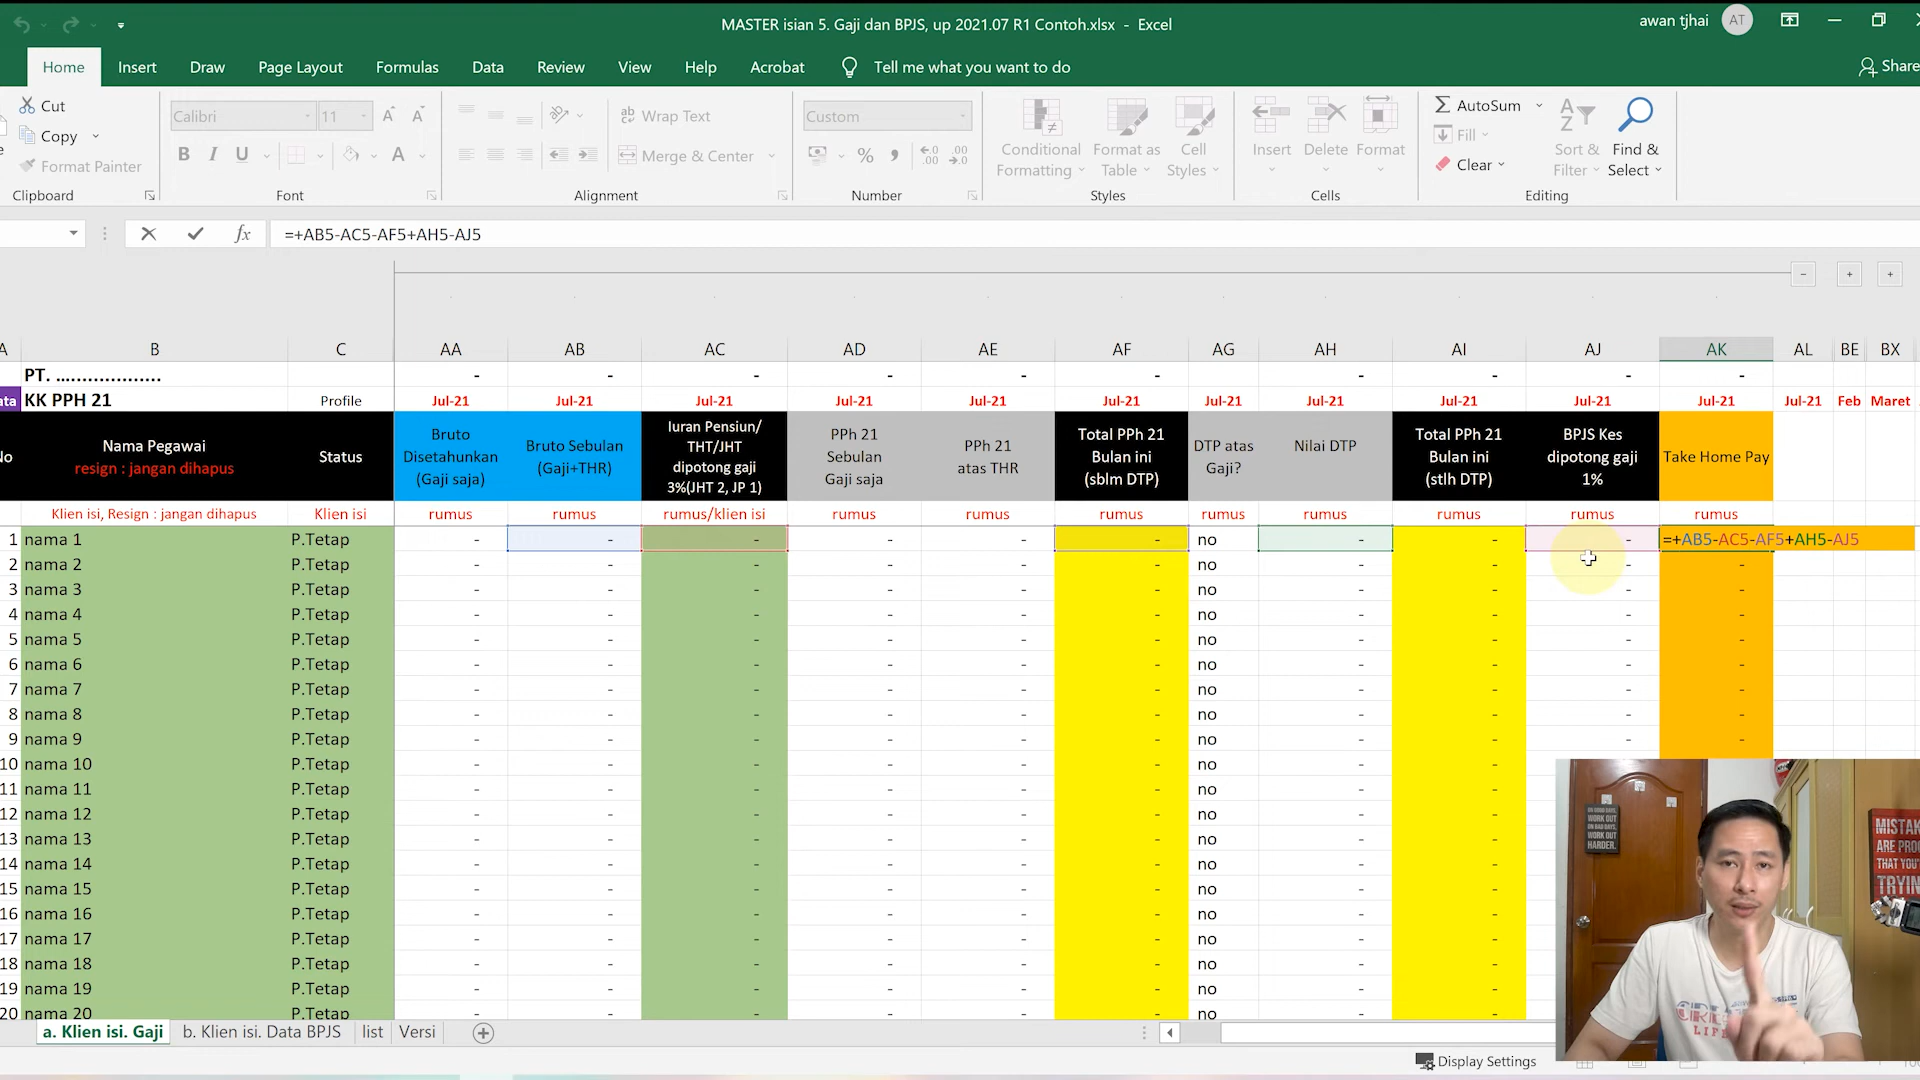 MASTER isian 5. Gaji dan BPJS, up 2021.07 R1 Contoh.xlsx - Excel
awan tjhai AT
Home Insert Draw Page Layout Formulas Data Review View Help Acrobat Tell me what you want to do Share
Cut
Copy
Format Painter
Clipboard
Calibri 11
B I U
Font
Wrap Text
Merge & Center
Alignment
Custom
Number
Conditional Formatting
Format as Table
Cell Styles
Styles
Insert Delete Format
Cells
AutoSum
Fill
Clear
Sort & Filter
Find & Select
Editing
fx =+AB5-AC5-AF5+AH5-AJ5
A B C AA AB AC AD AE AF AG AH AI AJ AK AL BE BX
PT. ................. - - - - - - - - - - -
ata KK PPH 21 Profile Jul-21 Jul-21 Jul-21 Jul-21 Jul-21 Jul-21 Jul-21 Jul-21 Jul-21 Jul-21 Jul-21 Jul-21 Feb Maret
No
Nama Pegawai
resign : jangan dihapus
Status
Bruto
Disetahunkan
(Gaji saja)
Bruto Sebulan
(Gaji+THR)
Iuran Pensiun/
THT/JHT
dipotong gaji
3%(JHT 2, JP 1)
PPh 21
Sebulan
Gaji saja
PPh 21
atas THR
Total PPh 21
Bulan ini
(sblm DTP)
DTP atas
Gaji?
Nilai DTP
Total PPh 21
Bulan ini
(stlh DTP)
BPJS Kes
dipotong gaji
1%
Take Home Pay
Klien isi, Resign : jangan dihapus Klien isi rumus rumus rumus/klien isi rumus rumus rumus rumus rumus rumus rumus rumus
1 nama 1 P.Tetap - - - - - - no - - - =+AB5-AC5-AF5+AH5-AJ5
2 nama 2 P.Tetap - - - - - - no - - - -
3 nama 3 P.Tetap - - - - - - no - - - -
4 nama 4 P.Tetap - - - - - - no - - - -
5 nama 5 P.Tetap - - - - - - no - - - -
6 nama 6 P.Tetap - - - - - - no - - - -
7 nama 7 P.Tetap - - - - - - no - - - -
8 nama 8 P.Tetap - - - - - - no - - - -
9 nama 9 P.Tetap - - - - - - no - - - -
10 nama 10 P.Tetap - - - - - - no - -
11 nama 11 P.Tetap - - - - - - no - -
12 nama 12 P.Tetap - - - - - - no - -
13 nama 13 P.Tetap - - - - - - no - -
14 nama 14 P.Tetap - - - - - - no - -
15 nama 15 P.Tetap - - - - - - no - -
16 nama 16 P.Tetap - - - - - - no - -
17 nama 17 P.Tetap - - - - - - no - -
18 nama 18 P.Tetap - - - - - - no - -
19 nama 19 P.Tetap - - - - - - no - -
20 nama 20 P.Tetap - - - - - - no - -
WORK OUT
WORK OUT
HARDER.
MISTAK
ARE PROO
THAT YOU'
TRYIN
LIFE
a. Klien isi. Gaji b. Klien isi. Data BPJS list Versi
Display Settings